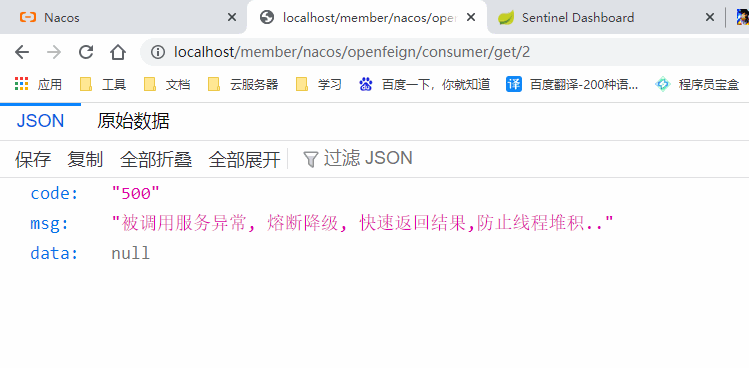 Nacos localhost/member/nacos/open Sentinel Dashboard
localhost/member/nacos/openfeign/consumer/get/2
应用 工具 文档 云服务器 学习 百度一下，你就知道 译 百度翻译-200种语... 程序员宝盒
JSON 原始数据
保存 复制 全部折叠 全部展开 过滤 JSON
code: "500"
msg: "被调用服务异常, 熔断降级, 快速返回结果,防止线程堆积.."
data: null